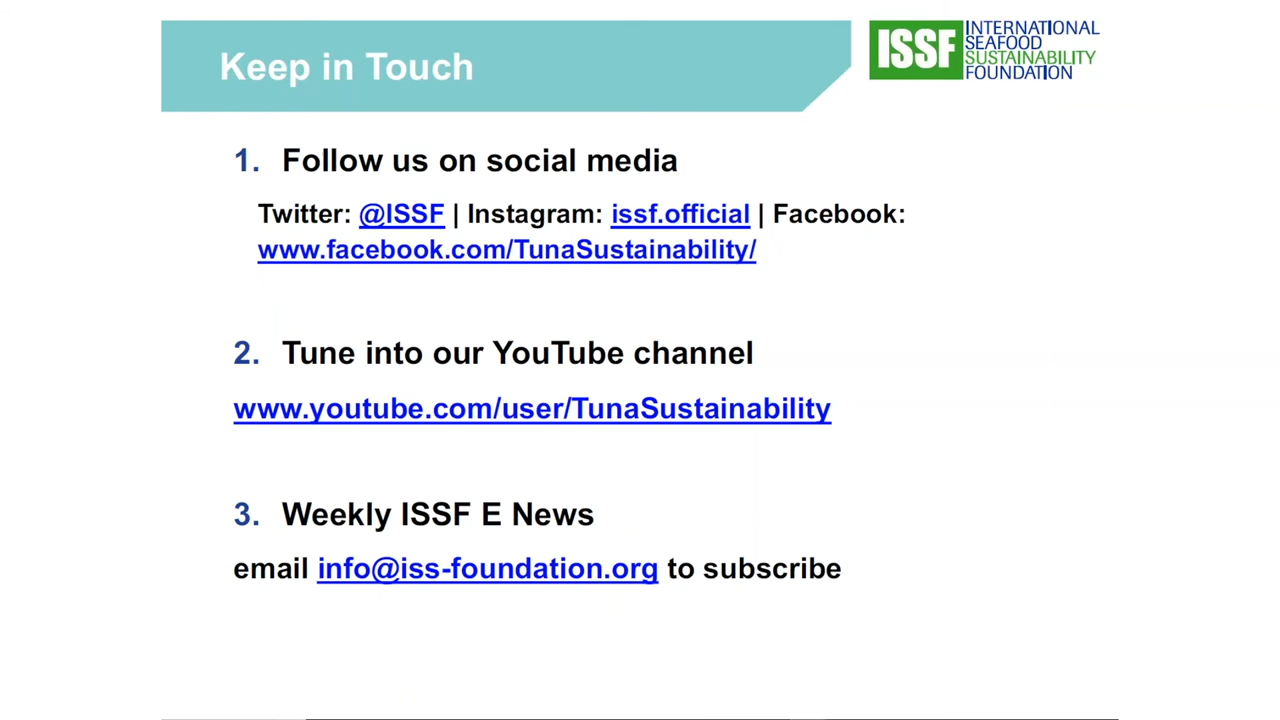 Keep in Touch
ISSF
INTERNATIONAL
SEAFOOD
SUSTAINABILITY
FOUNDATION
1. Follow us on social media
Twitter: @ISSF | Instagram: issf.official | Facebook:
www.facebook.com/TunaSustainability/
2. Tune into our YouTube channel
www.youtube.com/user/TunaSustainability
3. Weekly ISSF E News
email info@iss-foundation.org to subscribe